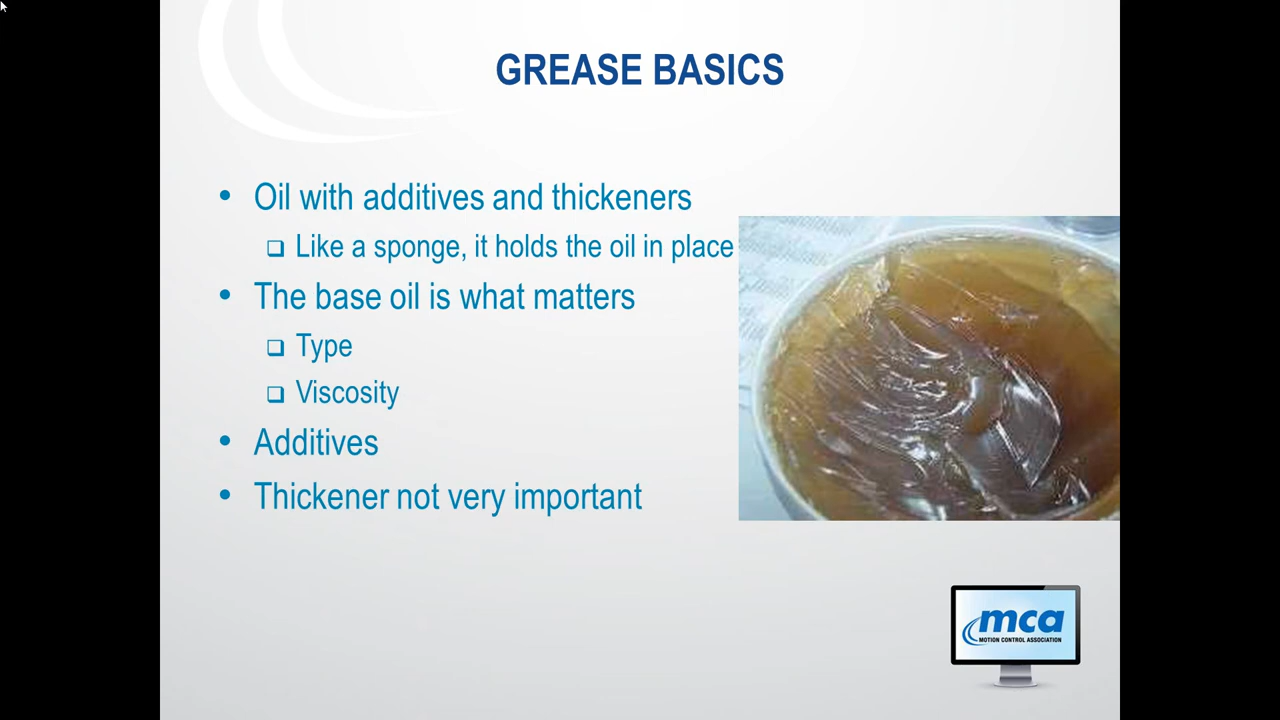 GREASE BASICS
Oil with additives and thickeners
Like a sponge, it holds the oil in place
The base oil is what matters
Type
Viscosity
Additives
Thickener not very important
mca
MOTION CONTROL ASSOCIATION